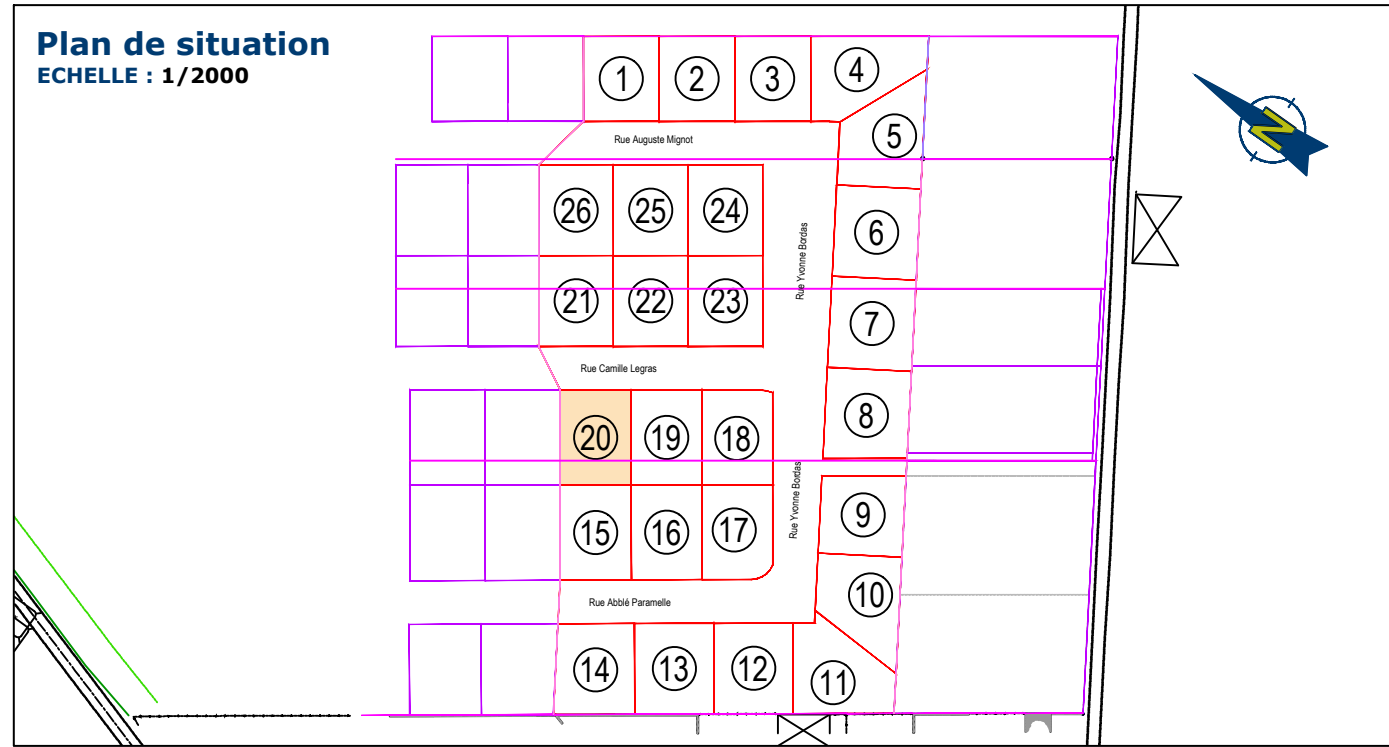 Plan de situation
ECHELLE : 1/2000
N
1 2 3 4
5
Rue Auguste Mignot
26 25 24
6
Rue Yvonne Bordas
21 22 23
7
Rue Camille Legras
8
20 19 18
Rue Yvonne Bordas
9
15 16 17
10
Rue Abblé Paramelle
14 13 12 11